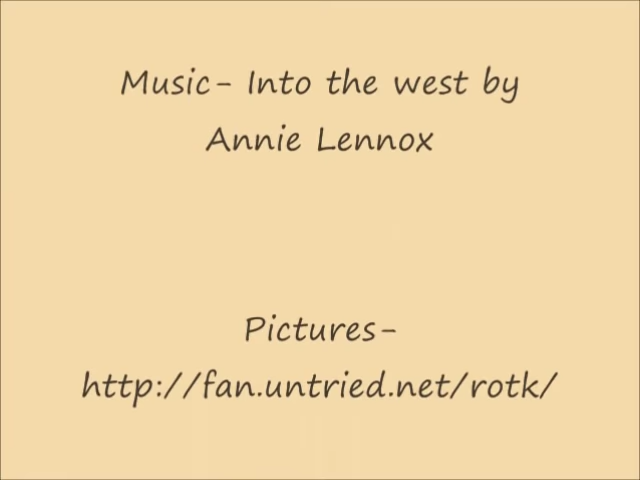 Music- Into the west by
Annie Lennox
Pictures-
http://fan.untried.net/rotk/